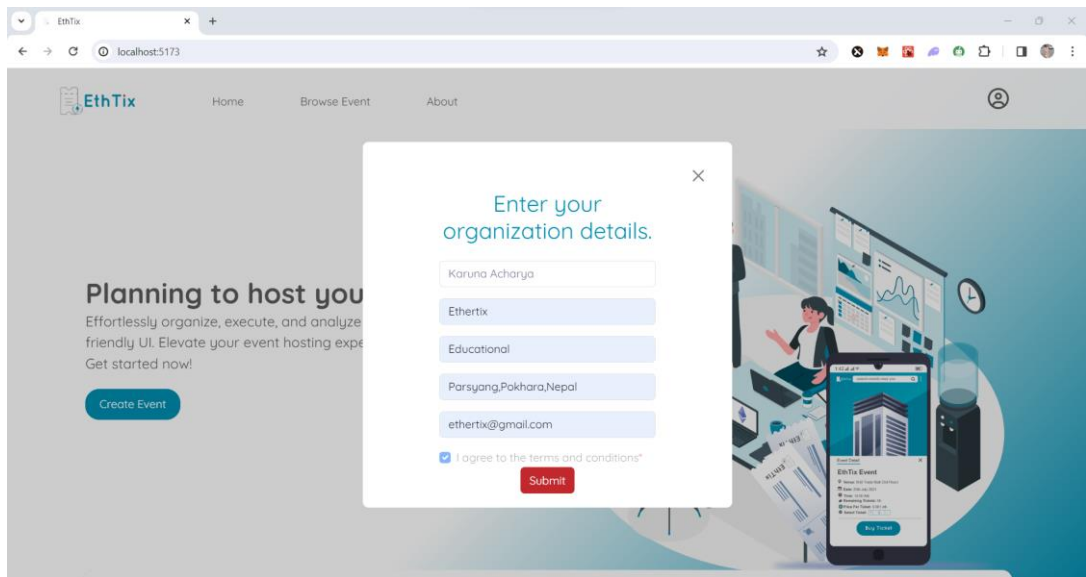 EthTix
localhost:5173
EthTix
Home
Browse Event
About
Enter your
organization details.
Karuna Acharya
Ethertix
Educational
Parsyang,Pokhara,Nepal
ethertix@gmail.com
I agree to the terms and conditions*
Submit
Planning to host you
Effortlessly organize, execute, and analyze
friendly UI. Elevate your event hosting expe
Get started now!
Create Event
EthTix Event
Buy Ticket